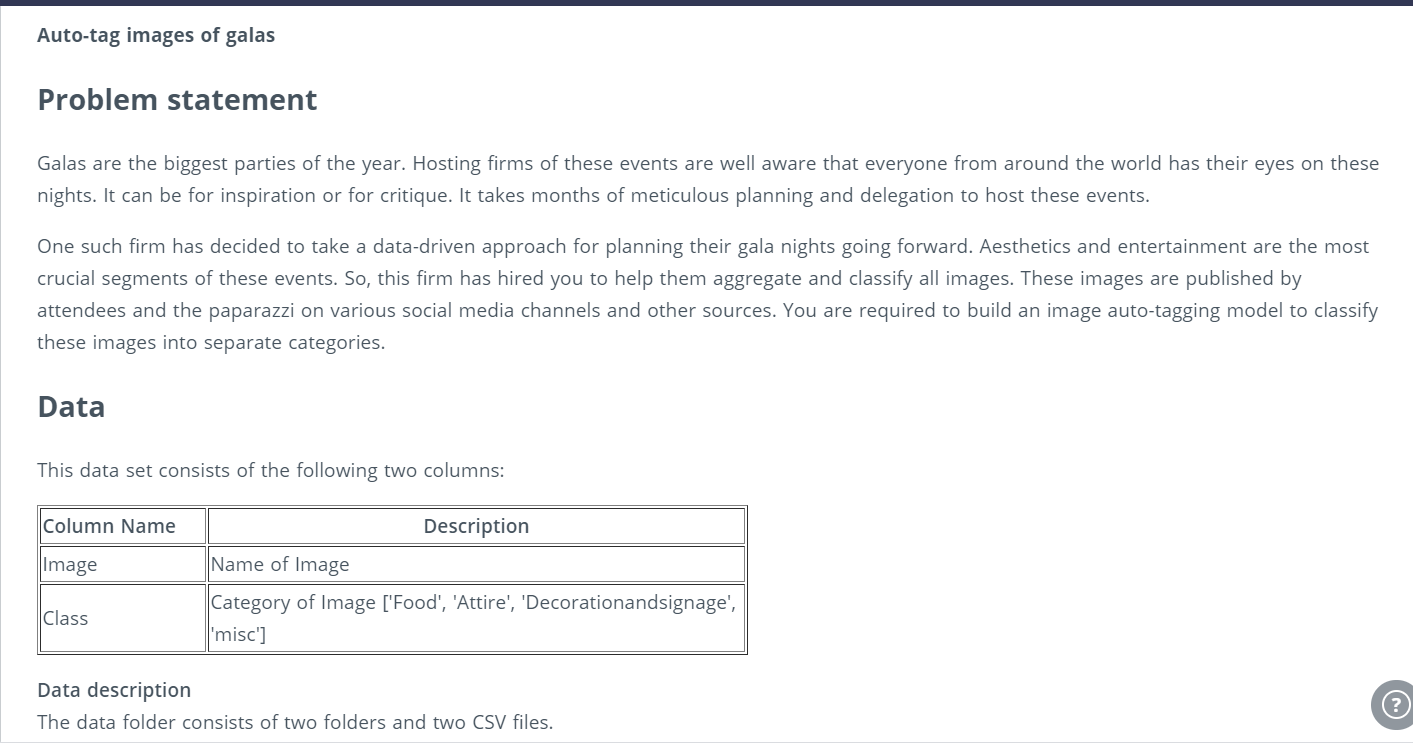 Auto-tag images of galas
Problem statement
Galas are the biggest parties of the year. Hosting firms of these events are well aware that everyone from around the world has their eyes on these
nights. It can be for inspiration or for critique. It takes months of meticulous planning and delegation to host these events.
One such firm has decided to take a data-driven approach for planning their gala nights going forward. Aesthetics and entertainment are the most
crucial segments of these events. So, this firm has hired you to help them aggregate and classify all images. These images are published by
attendees and the paparazzi on various social media channels and other sources. You are required to build an image auto-tagging model to classify
these images into separate categories.
Data
This data set consists of the following two columns:
Column Name Description
Image Name of Image
Class Category of Image ['Food', 'Attire', 'Decorationandsignage',
'misc']
Data description
The data folder consists of two folders and two CSV files.
?